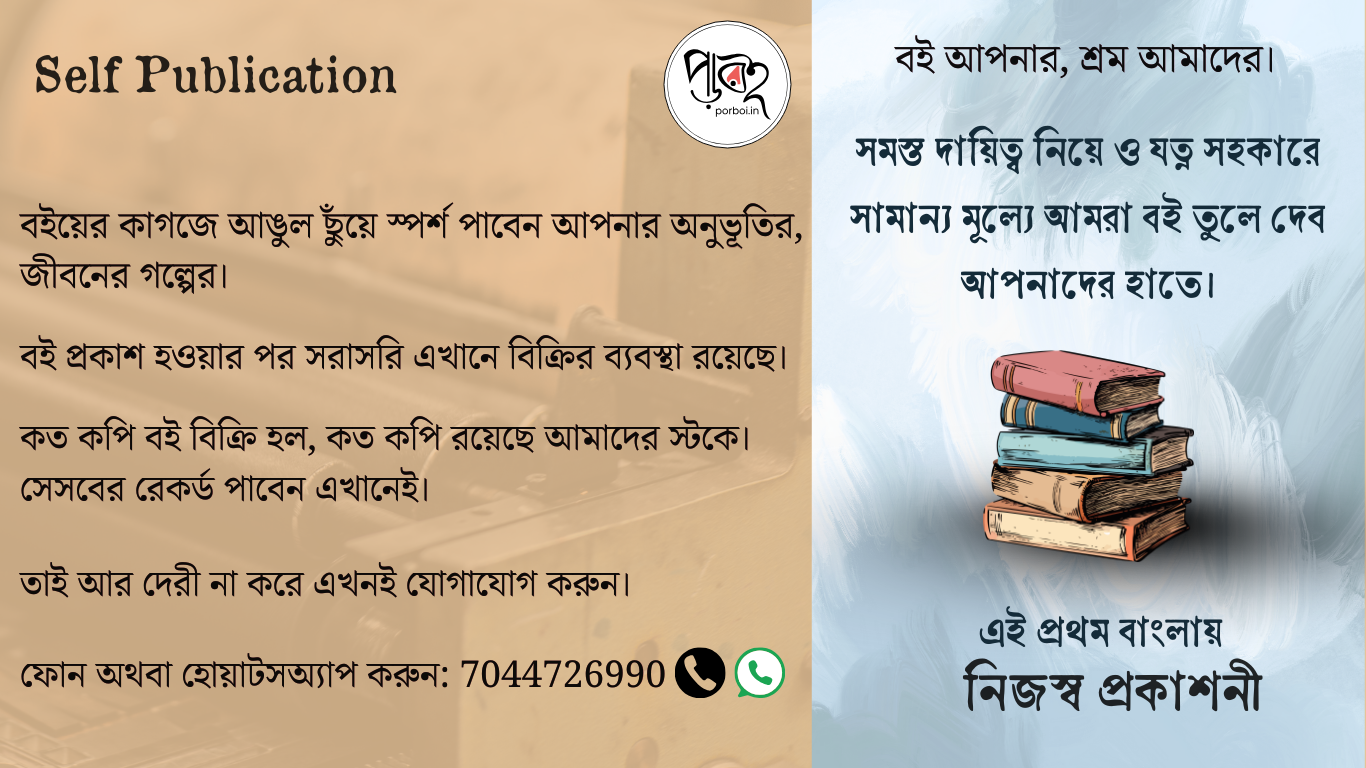 Self Publication
porboi.in
বইয়ের কাগজে আঙুল ছুঁয়ে স্পর্শ পাবেন আপনার অনুভূতির,
জীবনের গল্পের।
বই প্রকাশ হওয়ার পর সরাসরি এখানে বিক্রির ব্যবস্থা রয়েছে।
কত কপি বই বিক্রি হল, কত কপি রয়েছে আমাদের স্টকে।
সেসবের রেকর্ড পাবেন এখানেই।
তাই আর দেরী না করে এখনই যোগাযোগ করুন।
ফোন অথবা হোয়াটসঅ্যাপ করুন: 7044726990
বই আপনার, শ্রম আমাদের।
সমস্ত দায়িত্ব নিয়ে ও যত্ন সহকারে
সামান্য মূল্যে আমরা বই তুলে দেব
আপনাদের হাতে।
এই প্রথম বাংলায়
নিজস্ব প্রকাশনী